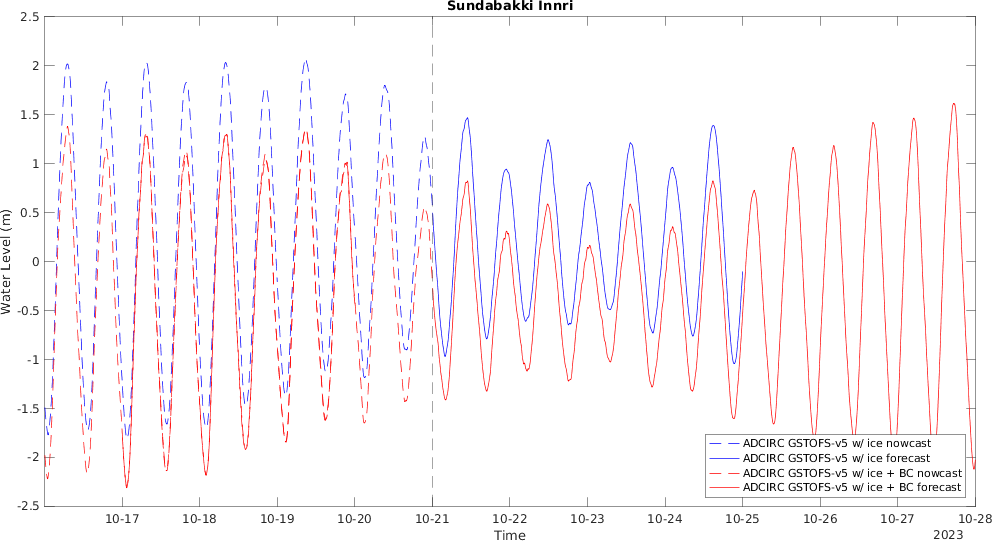 Sundabakki Innri
2.5
2
1.5
1
0.5
0
-0.5
-1
-1.5
-2
-2.5
Water Level (m)
ADCIRC GSTOFS-v5 w/ ice nowcast
ADCIRC GSTOFS-v5 w/ ice forecast
ADCIRC GSTOFS-v5 w/ ice + BC nowcast
ADCIRC GSTOFS-v5 w/ ice + BC forecast
10-17 10-18 10-19 10-20 10-21 10-22 10-23 10-24 10-25 10-26 10-27 10-28
Time
2023